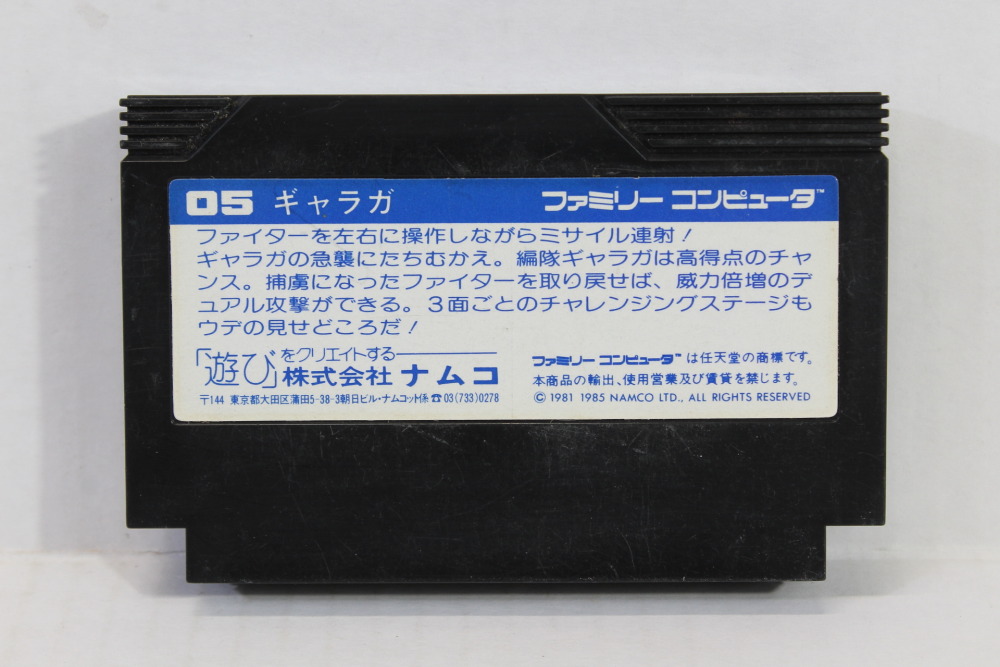 05 ギャラガ ファミリー コンピュータ™
ファイターを左右に操作しながらミサイル連射!
ギャラガの急襲にたちむかえ。編隊ギャラガは高得点のチャ
ンス。捕虜になったファイターを取り戻せば、威力倍増のデ
ュアル攻撃ができる。3面ごとのチャレンジングステージも
ウデの見せどころだ!
「遊び」をクリエイトする
株式会社 ナムコ
〒144 東京都大田区蒲田5-38-3朝日ビル・ナムコット係 ☎03(733)0278
ファミリー コンピュータ™ は任天堂の商標です。
本商品の輸出、使用営業及び賃貸を禁じます。
© 1981 1985 NAMCO LTD., ALL RIGHTS RESERVED